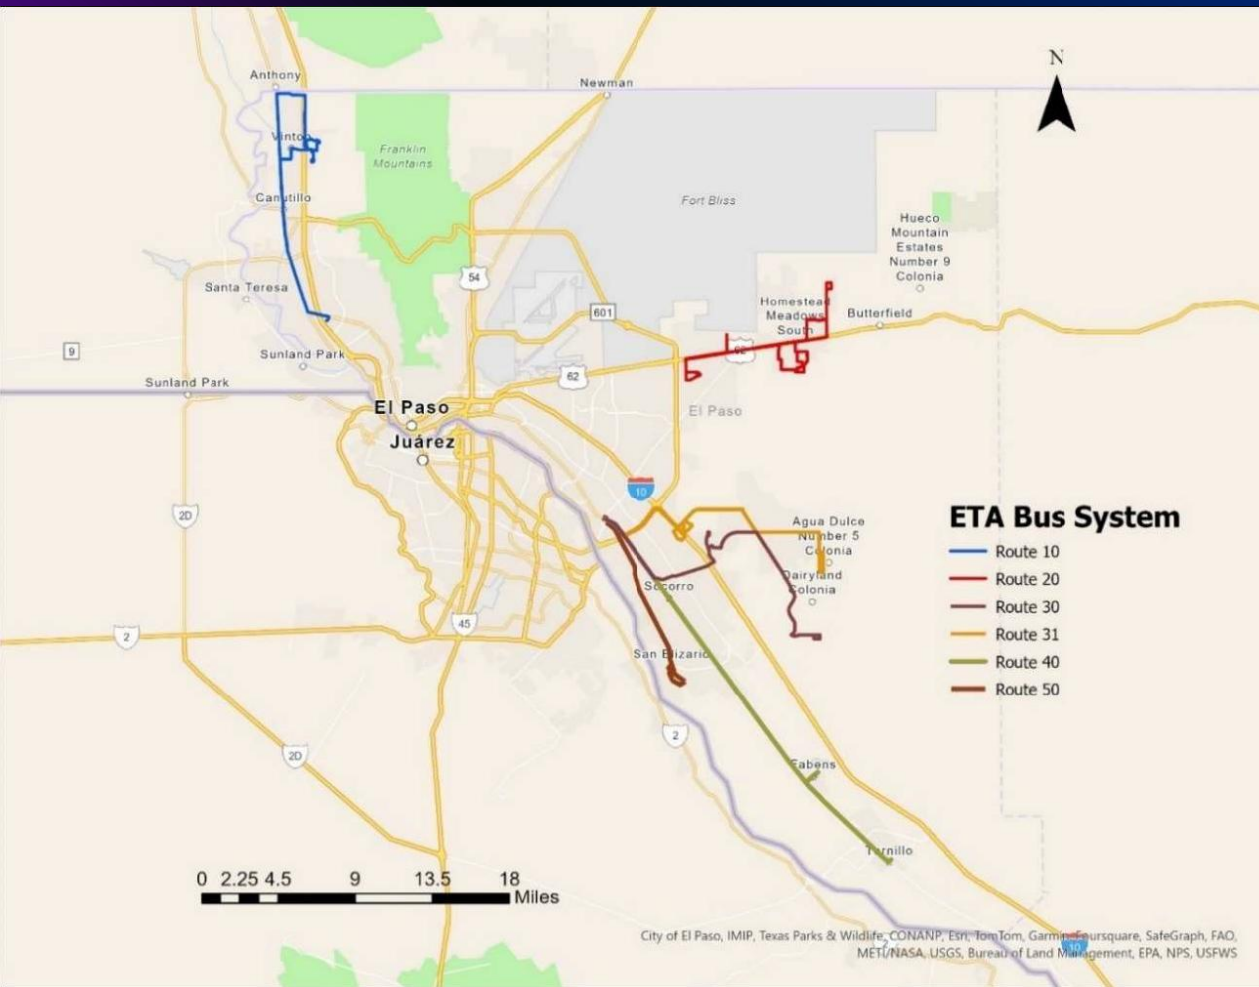 N
Anthony
Newman
Vinton
Franklin
Mountains
Canutillo
Fort Bliss
Hueco
Mountain
Estates
Number 9
Colonia
54
Santa Teresa
601
Homestead
Meadows
South
Butterfield
9
Sunland Park
62
62
Sunland Park
El Paso
El Paso
Juárez
10
2D
Agua Dulce
Number 5
Colonia
Dairyland
Colonia
Socorro
45
2
San Elizario
2
2D
Fabens
Tornillo
ETA Bus System
Route 10
Route 20
Route 30
Route 31
Route 40
Route 50
0 2.25 4.5 9 13.5 18
Miles
10
2
City of El Paso, IMIP, Texas Parks & Wildlife, CONANP, Esri, TomTom, Garmin, Foursquare, SafeGraph, FAO,
METI/NASA, USGS, Bureau of Land Management, EPA, NPS, USFWS